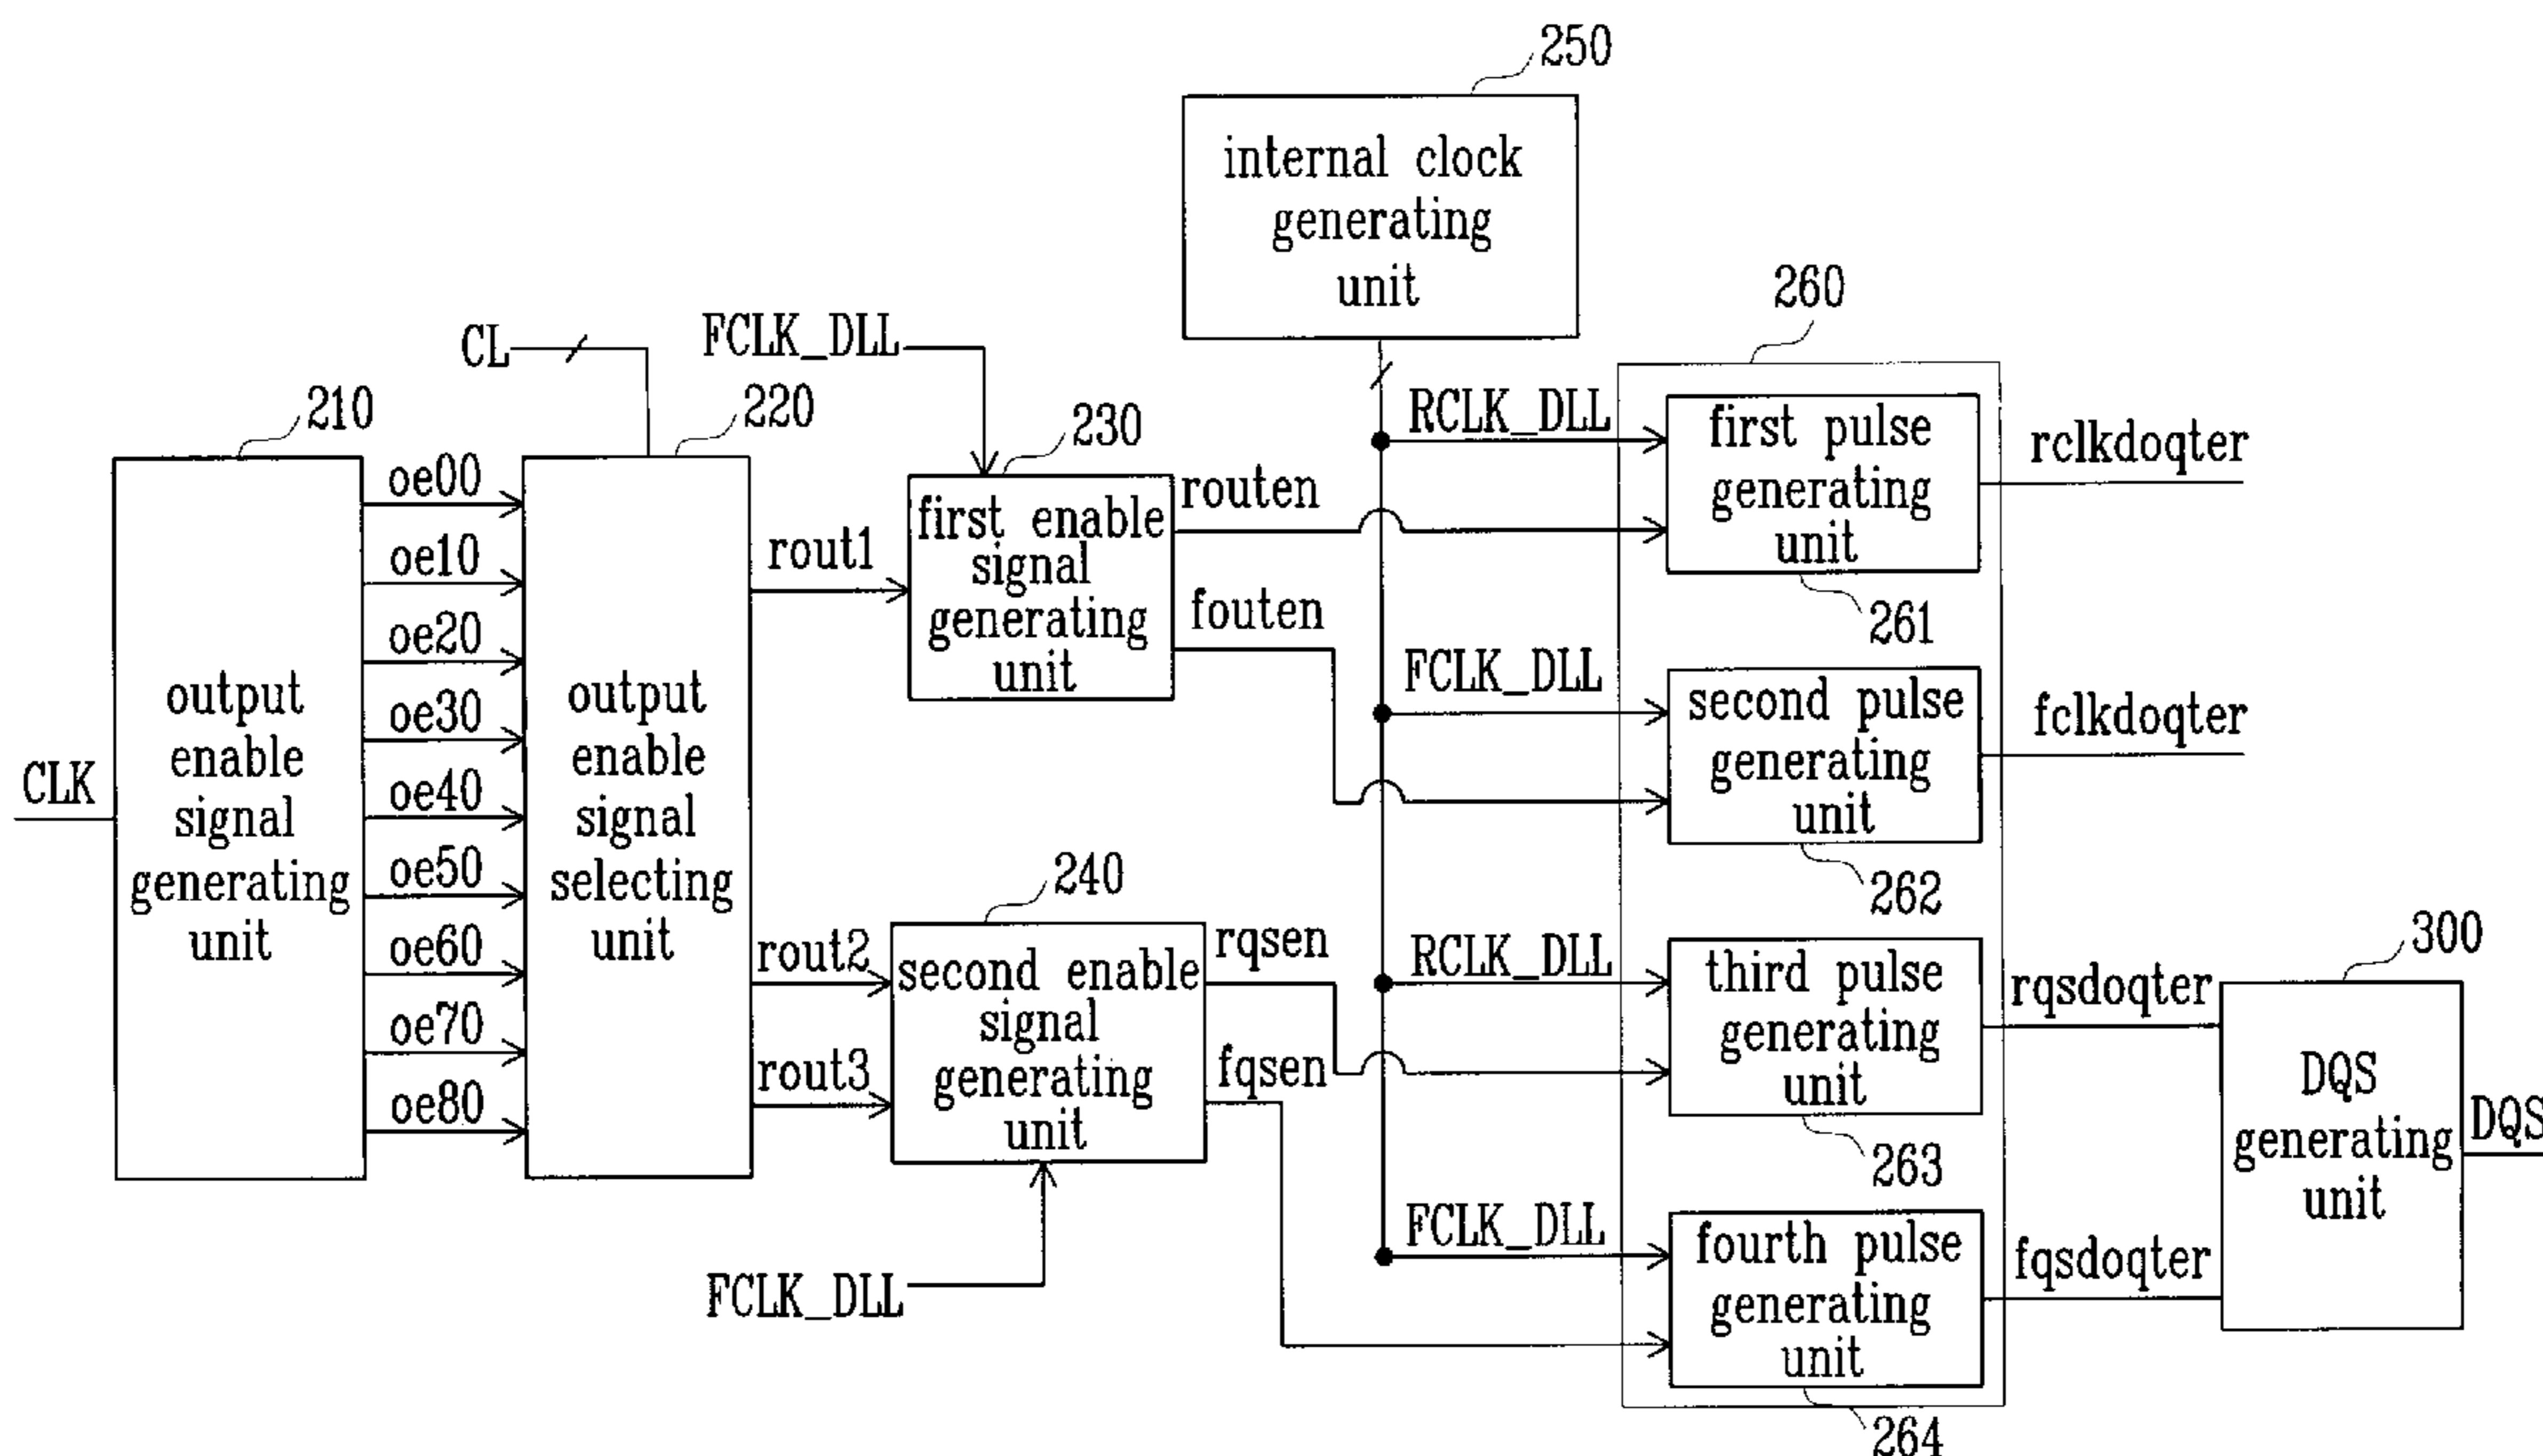 250
internal clock
generating
unit
260
CL
FCLK_DLL
210
220
230
RCLK_DLL
first pulse
generating
unit
rclkdoqter
261
oe00
oe10
oe20
oe30
oe40
oe50
oe60
oe70
oe80
CLK
output
enable
signal
generating
unit
output
enable
signal
selecting
unit
rout1
first enable
signal
generating
unit
routen
fouten
FCLK_DLL
second pulse
generating
unit
fclkdoqter
262
240
rout2
rout3
second enable
signal
generating
unit
rqsen
fqsen
FCLK_DLL
RCLK_DLL
third pulse
generating
unit
263
rqsdoqter
300
DQS
generating
unit
DQS
FCLK_DLL
fourth pulse
generating
unit
fqsdoqter
264